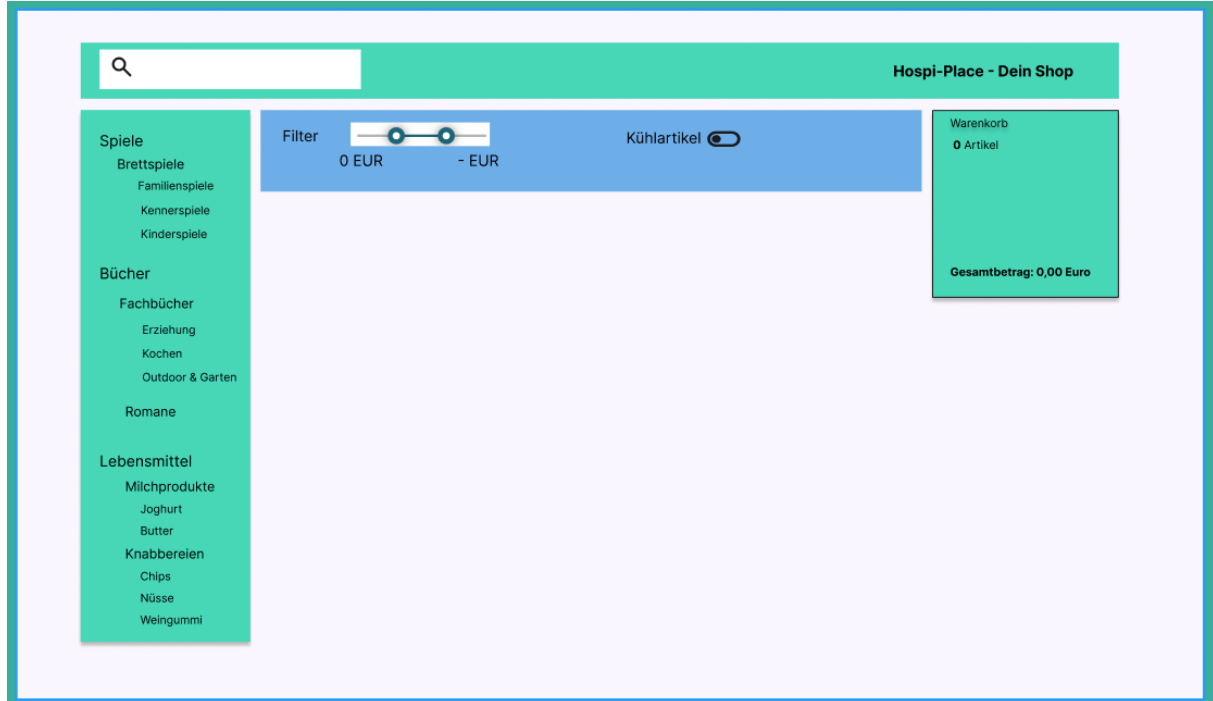 Hospi-Place - Dein Shop
Spiele
Brettspiele
Familienspiele
Kennerspiele
Kinderspiele
Bücher
Fachbücher
Erziehung
Kochen
Outdoor & Garten
Romane
Lebensmittel
Milchprodukte
Joghurt
Butter
Knabbereien
Chips
Nüsse
Weingummi
Filter
0 EUR - EUR
Kühlartikel
Warenkorb
0 Artikel
Gesamtbetrag: 0,00 Euro